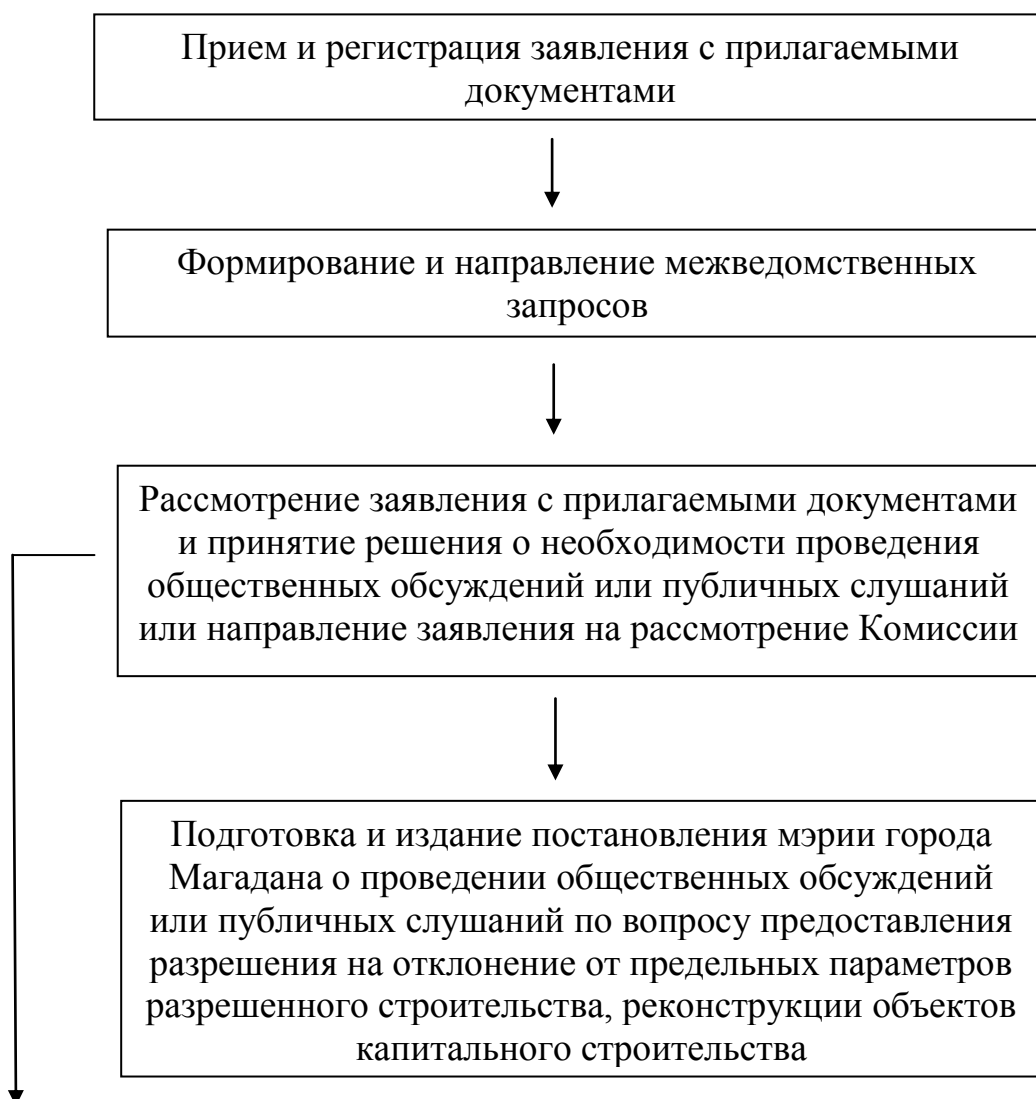 Прием и регистрация заявления с прилагаемыми
документами
Формирование и направление межведомственных
запросов
Рассмотрение заявления с прилагаемыми документами
и принятие решения о необходимости проведения
общественных обсуждений или публичных слушаний
или направление заявления на рассмотрение Комиссии
Подготовка и издание постановления мэрии города
Магадана о проведении общественных обсуждений
или публичных слушаний по вопросу предоставления
разрешения на отклонение от предельных параметров
разрешенного строительства, реконструкции объектов
капитального строительства